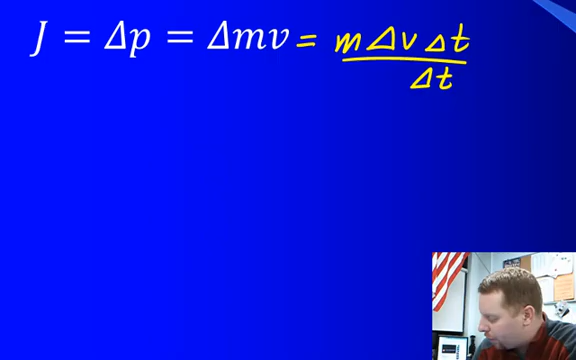 J = Δp = Δmv = mΔvΔt
Δt